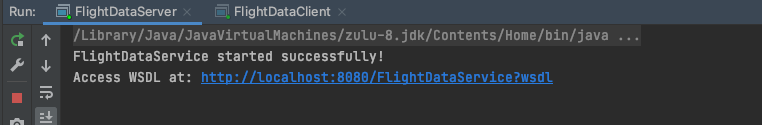 Run: FlightDataServer × FlightDataClient ×
/Library/Java/JavaVirtualMachines/zulu-8.jdk/Contents/Home/bin/java ...
FlightDataService started successfully!
Access WSDL at: http://localhost:8080/FlightDataService?wsdl